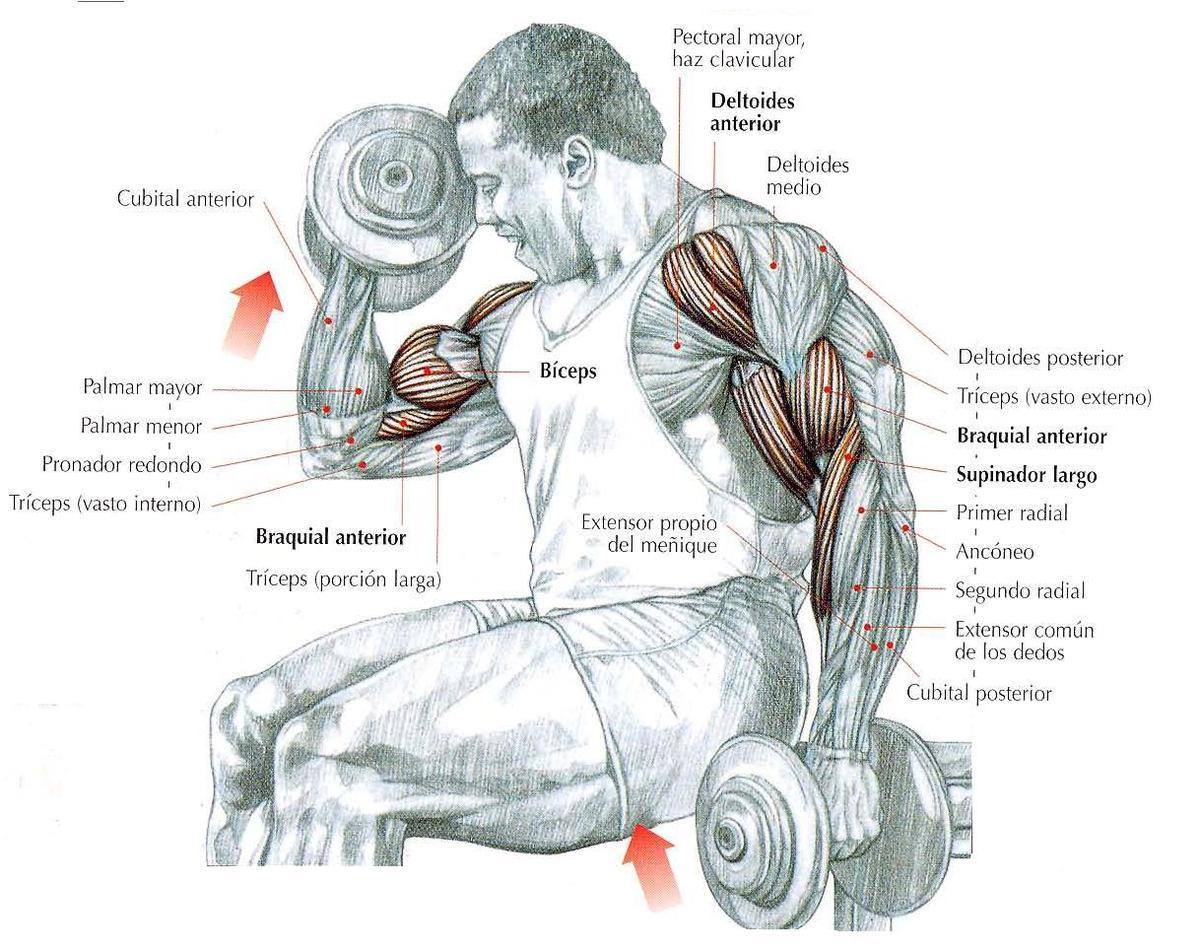 Pectoral mayor,
haz clavicular
Deltoides
anterior
Deltoides
medio
Cubital anterior
Palmar mayor
Palmar menor
Pronador redondo
Tríceps (vasto interno)
Braquial anterior
Tríceps (porción larga)
Bíceps
Extensor propio
del meñique
Deltoides posterior
Tríceps (vasto externo)
Braquial anterior
Supinador largo
Primer radial
Ancóneo
Segundo radial
Extensor común
de los dedos
Cubital posterior